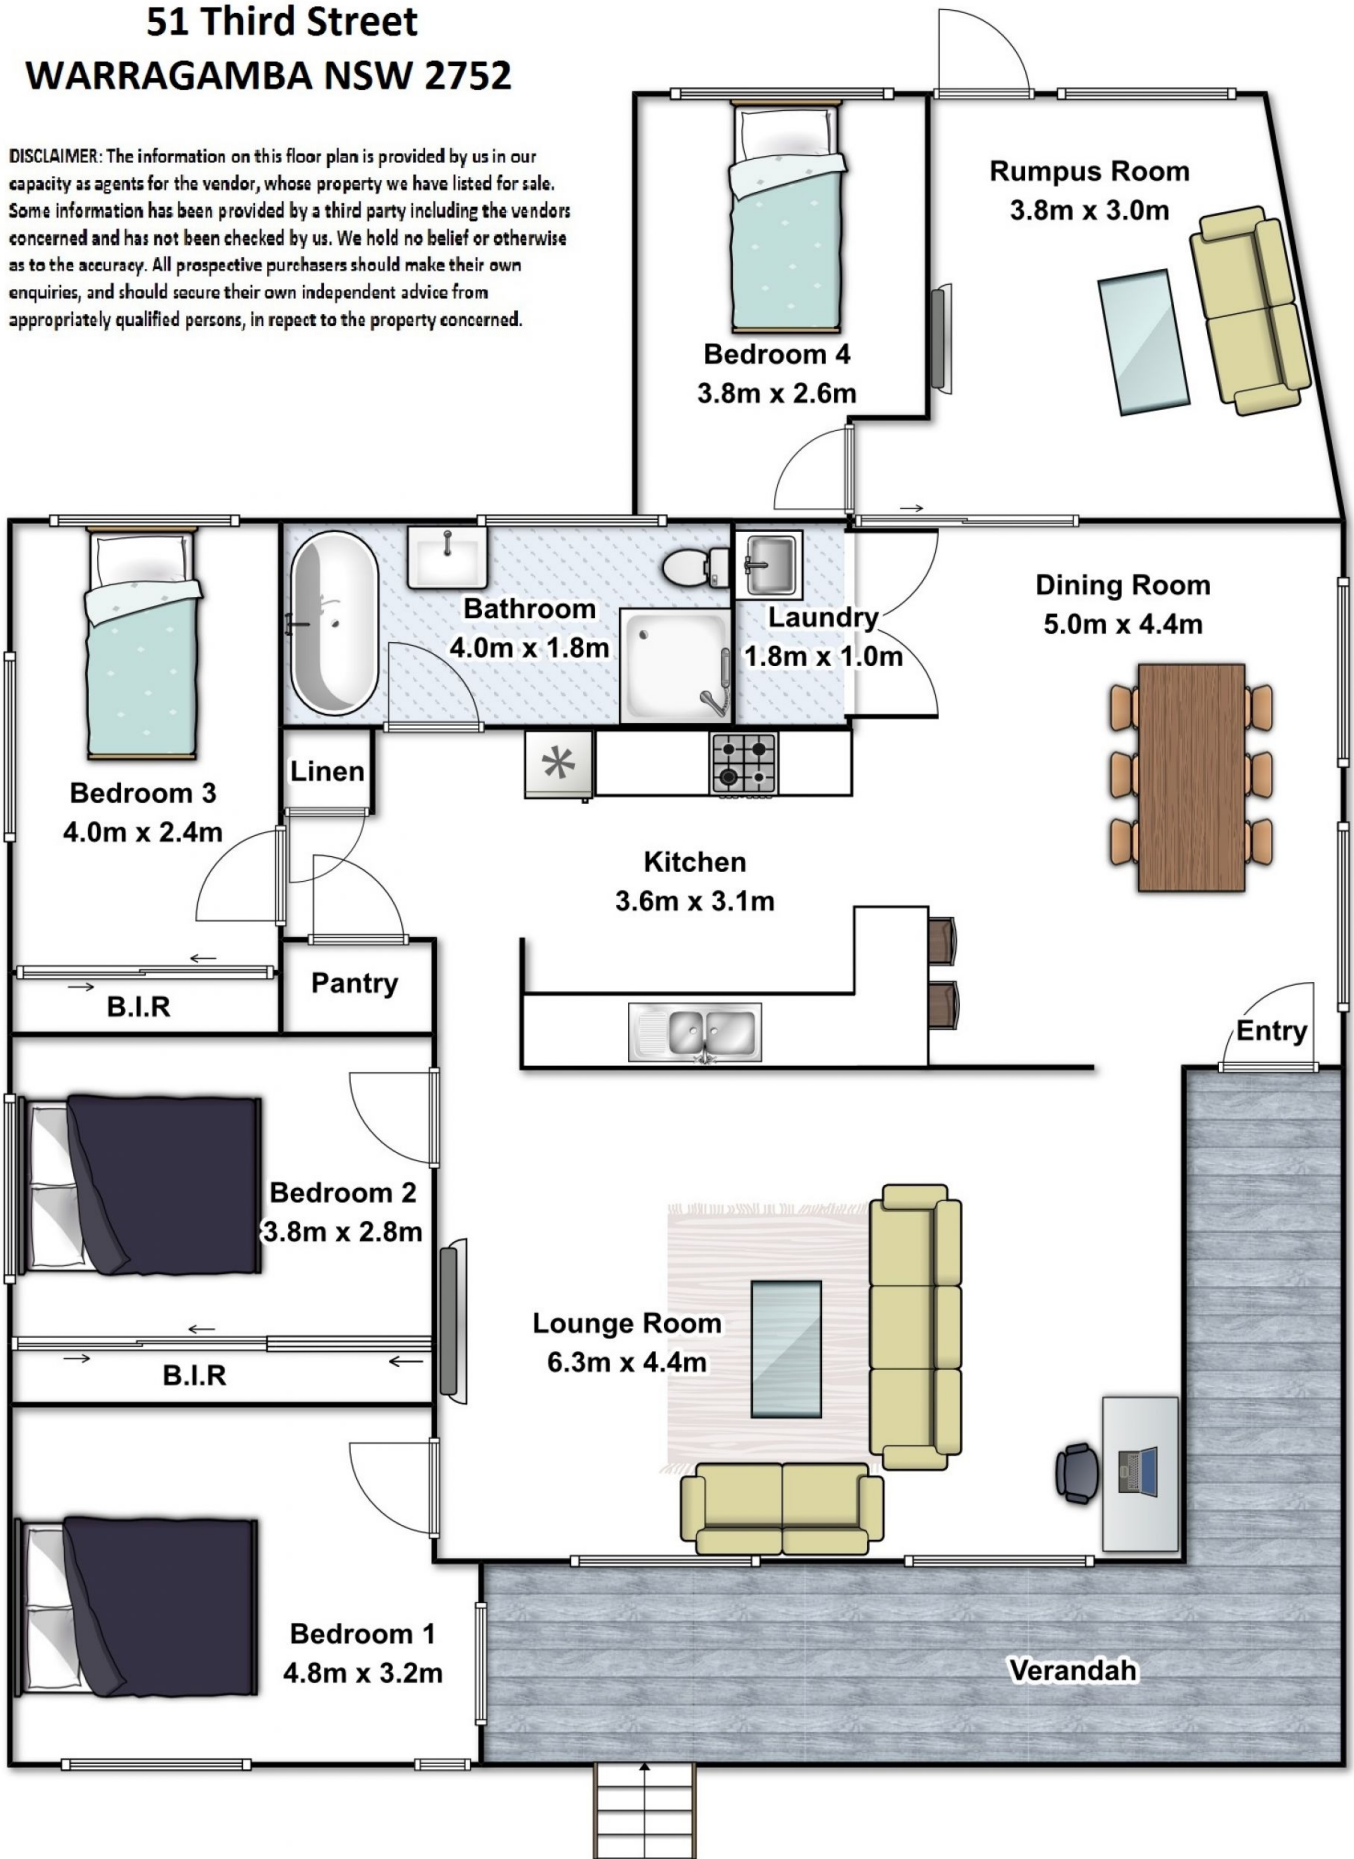 51 Third Street
WARRAGAMBA NSW 2752
DISCLAIMER: The information on this floor plan is provided by us in our
capacity as agents for the vendor, whose property we have listed for sale.
Some information has been provided by a third party including the vendors
concerned and has not been checked by us. We hold no belief or otherwise
as to the accuracy. All prospective purchasers should make their own
enquiries, and should secure their own independent advice from
appropriately qualified persons, in repect to the property concerned.
Rumpus Room
3.8m x 3.0m
Bedroom 4
3.8m x 2.6m
Dining Room
5.0m x 4.4m
Bathroom
4.0m x 1.8m
Laundry
1.8m x 1.0m
Linen
Bedroom 3
4.0m x 2.4m
Kitchen
3.6m x 3.1m
Pantry
B.I.R
Entry
Bedroom 2
3.8m x 2.8m
Lounge Room
6.3m x 4.4m
B.I.R
Bedroom 1
4.8m x 3.2m
Verandah